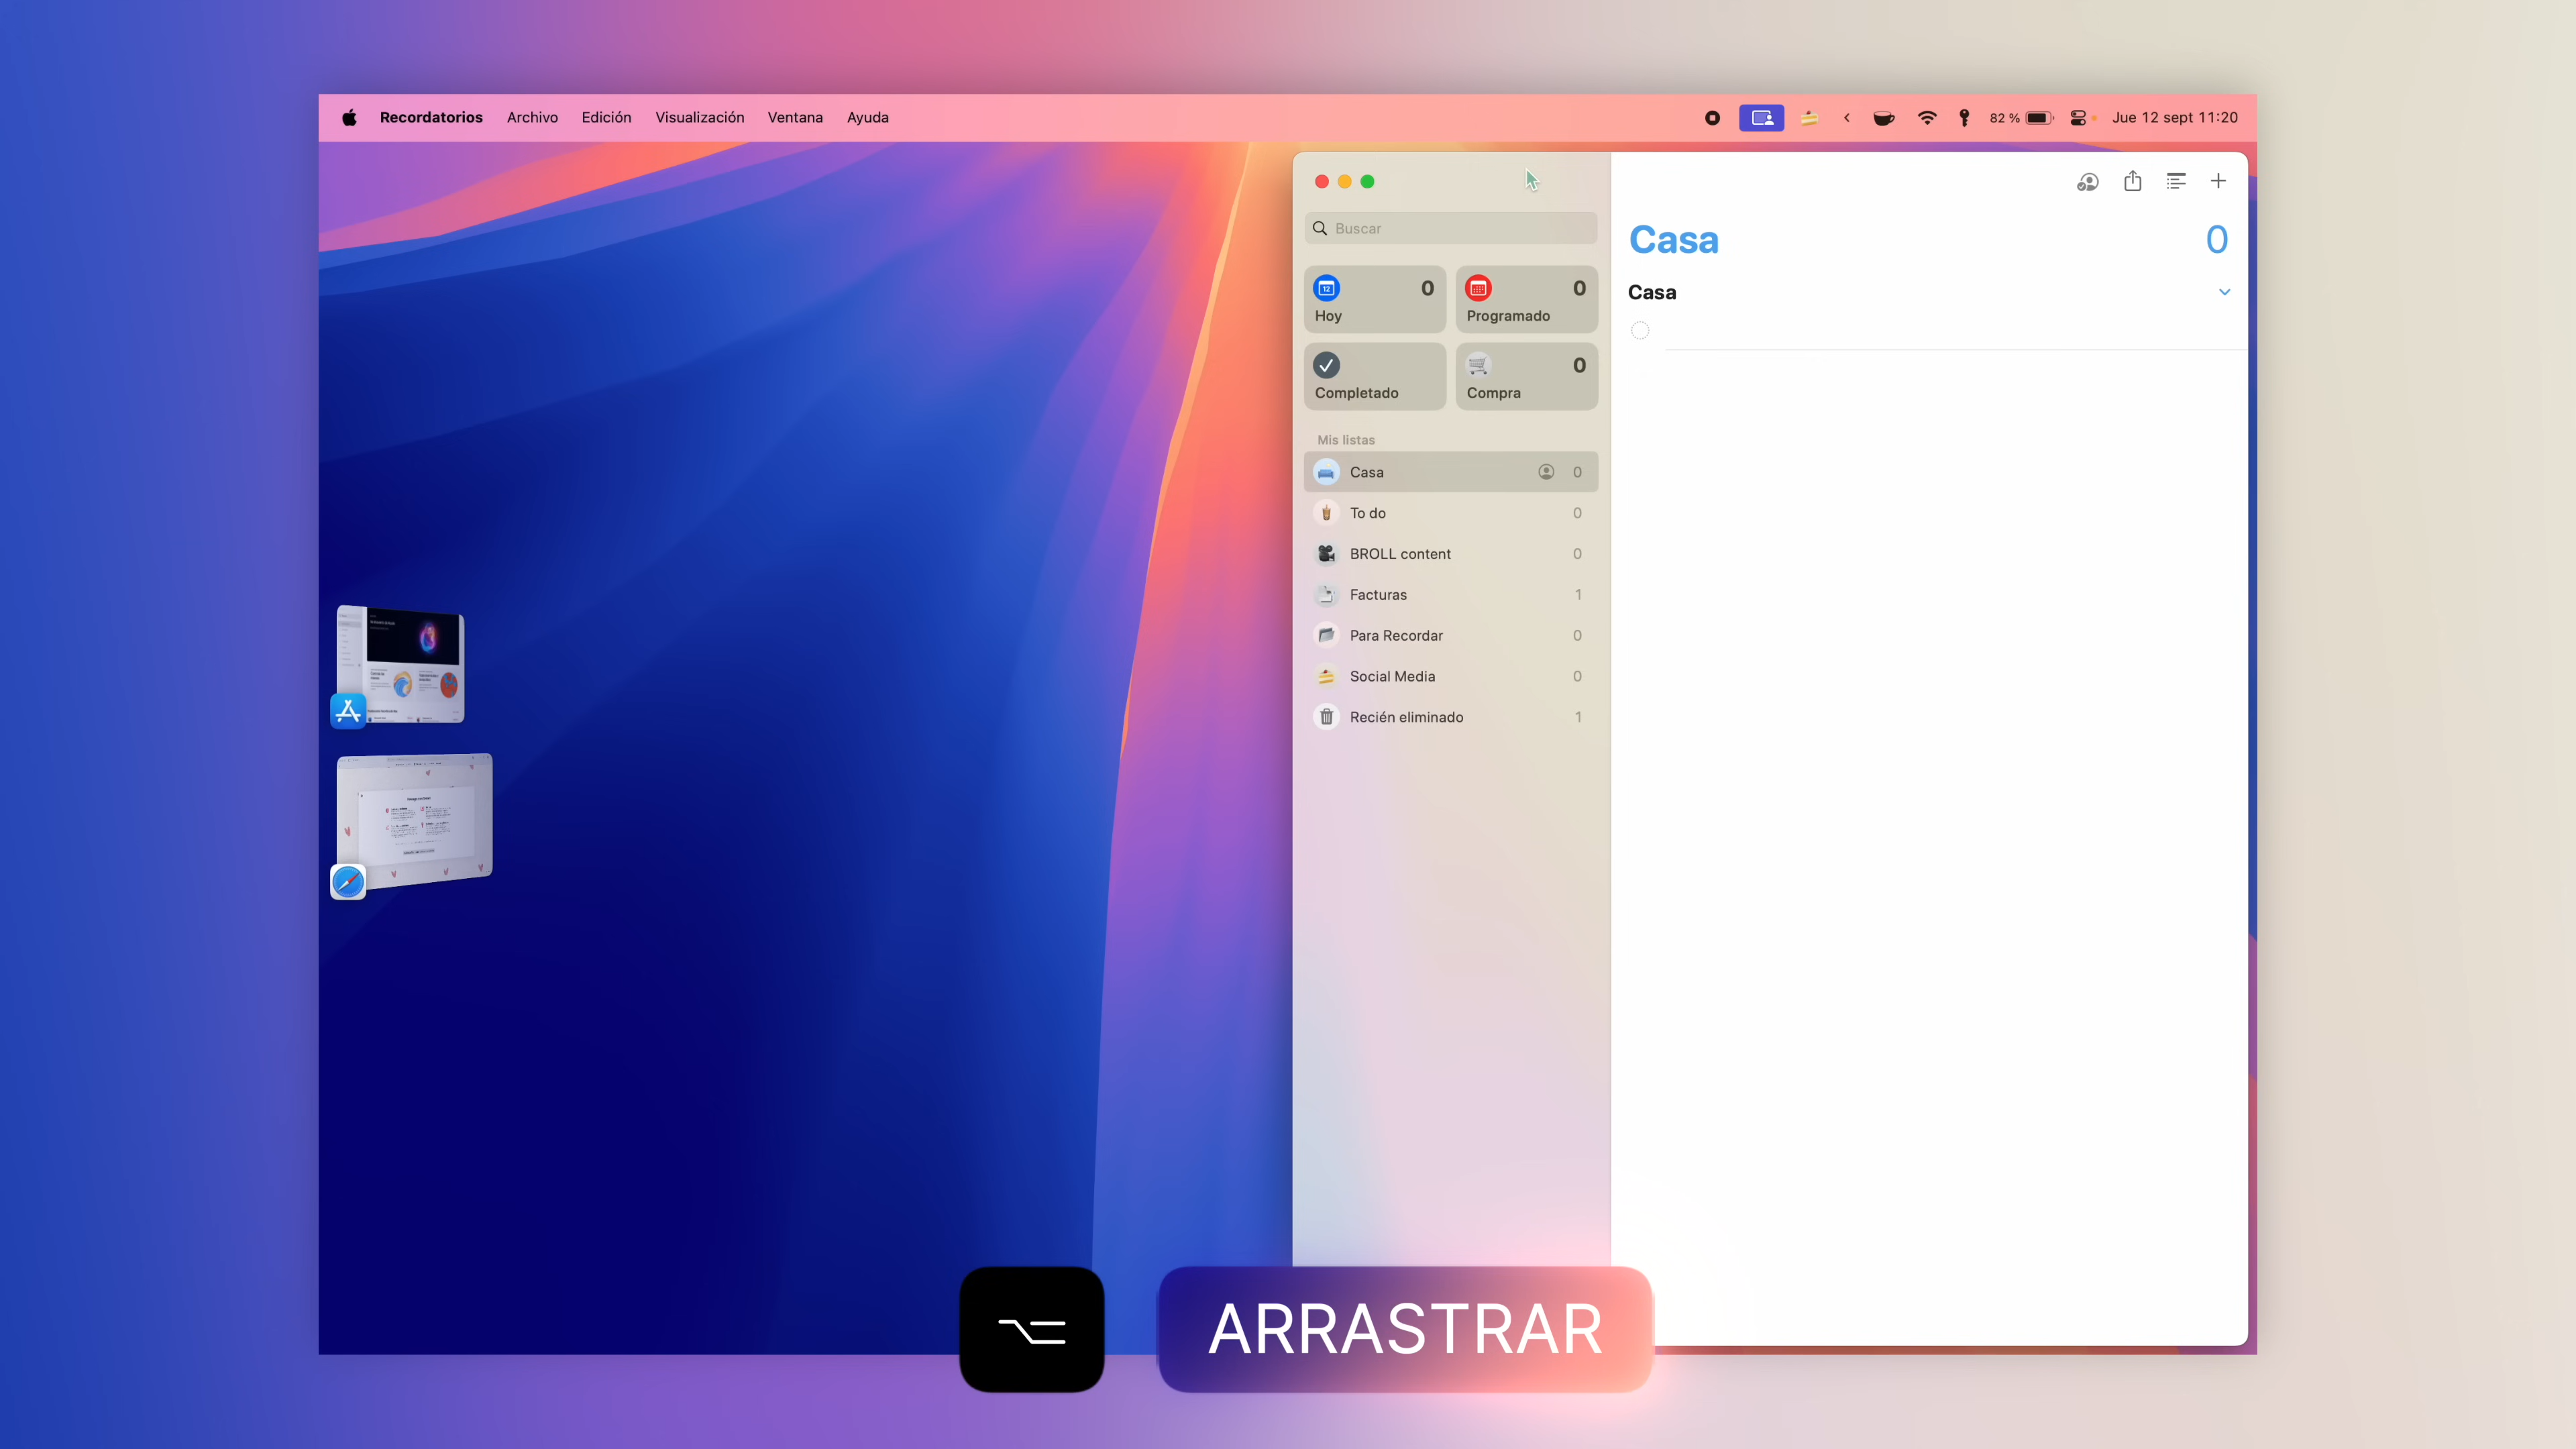 Recordatorios Archivo Edición Visualización Ventana Ayuda
82 % Jue 12 sept 11:20
Buscar
12 0
Hoy
0
Programado
Completado
0
Compra
Mis listas
Casa 0
To do 0
BROLL content 0
Facturas 1
Para Recordar 0
Social Media 0
Recién eliminado 1
Casa 0
Casa
⌥ ARRASTRAR